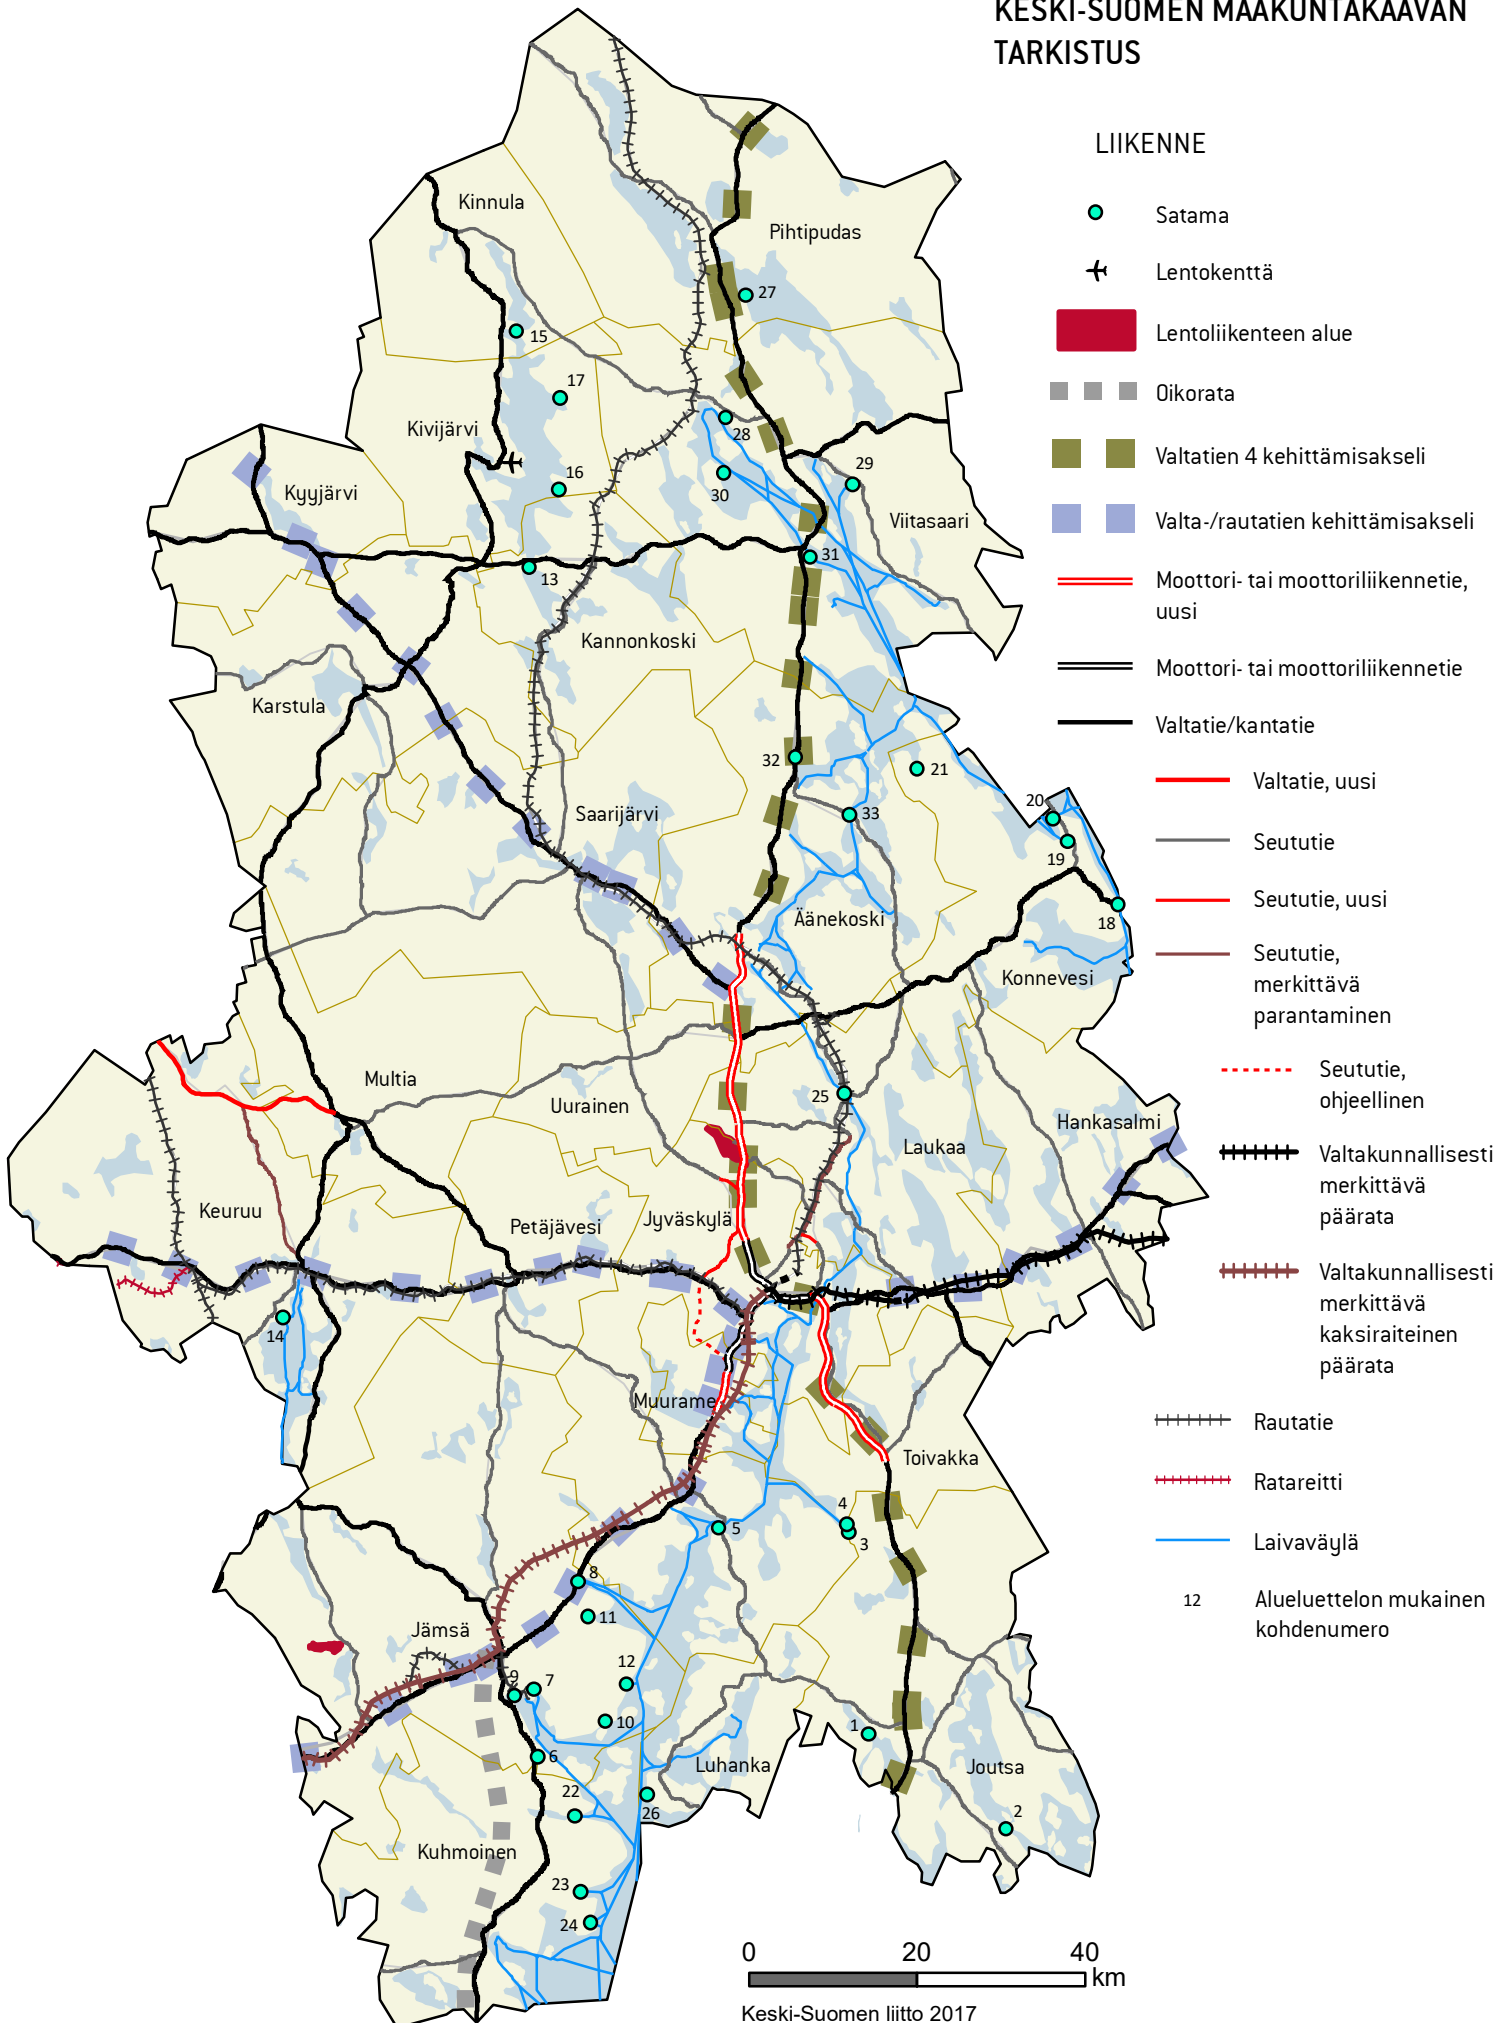 KESKI-SUOMEN MAAKUNTAKAAVAN
TARKISTUS
LIIKENNE
Satama
Lentokenttä
Lentoliikenteen alue
Oikorata
Valtatien 4 kehittämisakseli
Valta-/rautatien kehittämisakseli
Moottori- tai moottoriliikennetie,
uusi
Moottori- tai moottoriliikennetie
Valtatie/kantatie
Valtatie, uusi
Seututie
Seututie, uusi
Seututie,
merkittävä
parantaminen
Seututie,
ohjeellinen
Valtakunnallisesti
merkittävä
päärata
Valtakunnallisesti
merkittävä
kaksiraiteinen
päärata
Rautatie
Ratareitti
Laivaväylä
12 Alueluettelon mukainen
kohdenumero
Kinnula
Pihtipudas
27
15
17
Kivijärvi
28
16
30
29
Kyyjärvi
Viitasaari
31
13
Kannonkoski
Karstula
32
21
Saarijärvi
33
20
19
Äänekoski
18
Konnevesi
Multia
Uurainen
25
Hankasalmi
Laukaa
Keuruu
Petäjävesi
Jyväskylä
14
Muurame
Toivakka
4
5
3
8
11
Jämsä
12
9
7
10
1
6
Luhanka
Joutsa
22
26
2
Kuhmoinen
23
24
0 20 40
km
Keski-Suomen liitto 2017